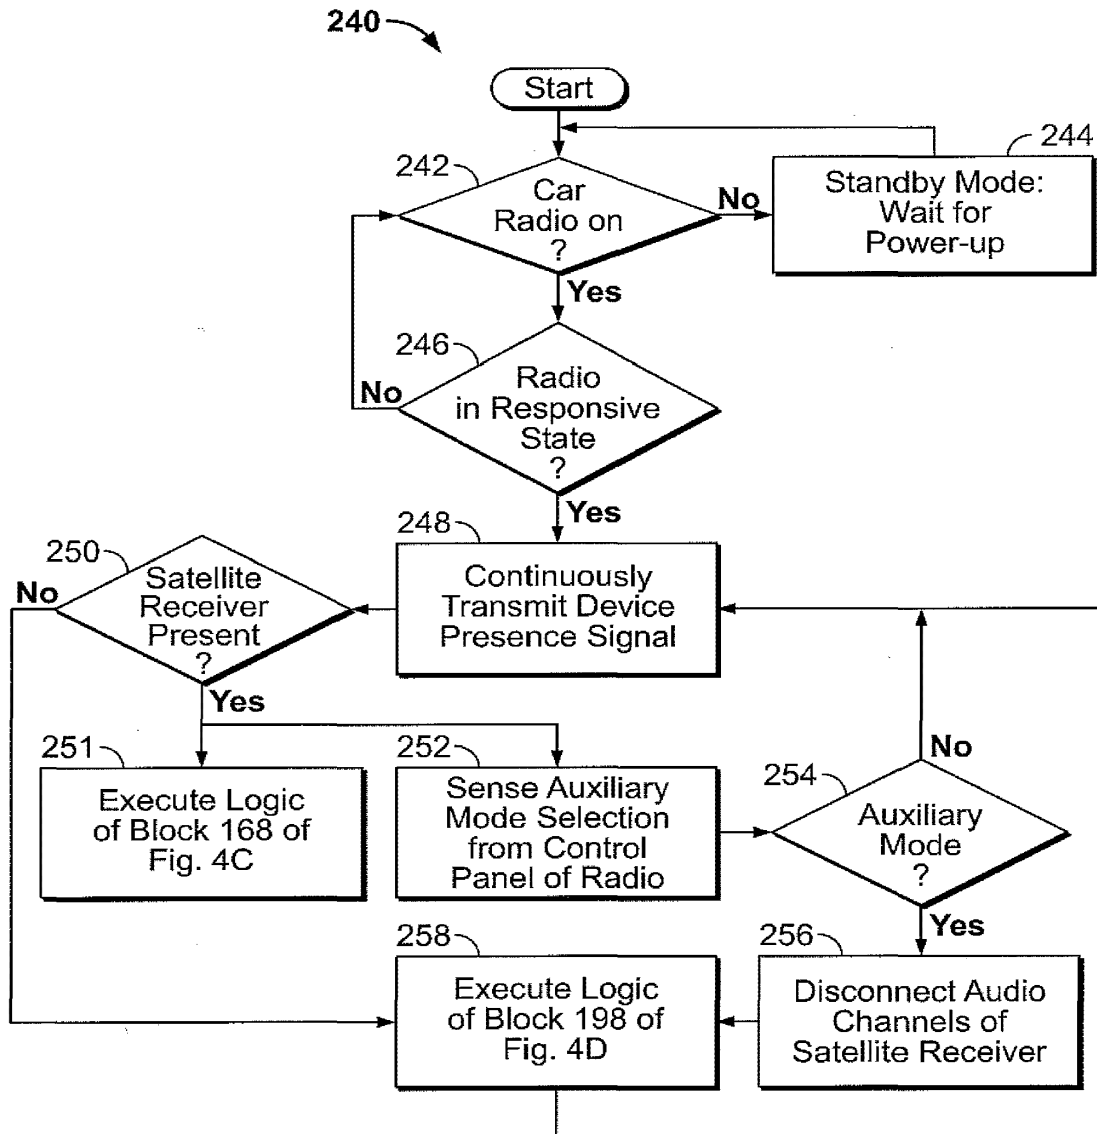 240
Start
242
Car
Radio on
?
No
244
Standby Mode:
Wait for
Power-up
Yes
246
Radio
in Responsive
State
?
No
Yes
248
Continuously
Transmit Device
Presence Signal
250
Satellite
Receiver
Present
?
No
Yes
251
Execute Logic
of Block 168 of
Fig. 4C
252
Sense Auxiliary
Mode Selection
from Control
Panel of Radio
254
Auxiliary
Mode
?
No
Yes
256
Disconnect Audio
Channels of
Satellite Receiver
258
Execute Logic
of Block 198 of
Fig. 4D